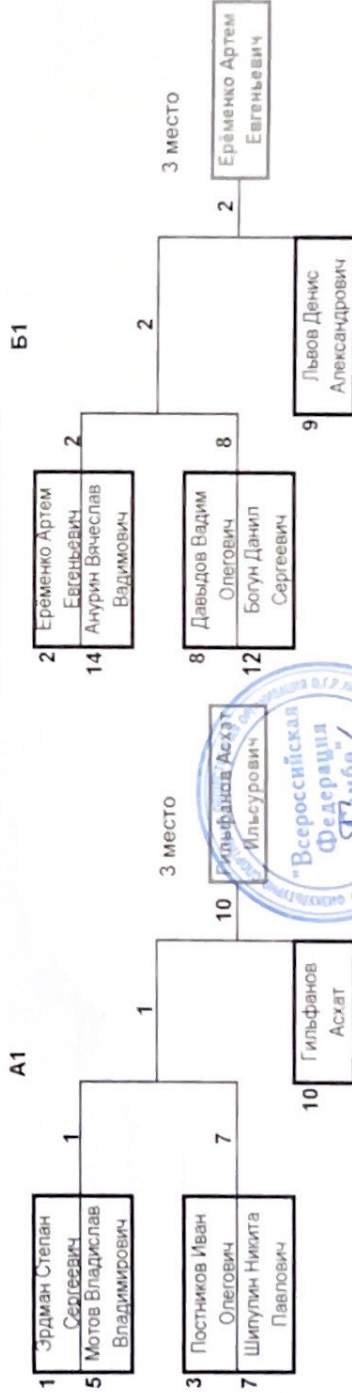 А1
1
Эрдман Степан
Сергеевич
1
5
Мотов Владислав
Владимирович
1
3
Постников Иван
Олегович
7
7
Шипулин Никита
Павлович
3 место
10
Гильфанов Асхат
Ильсурович
10
Гильфанов
Асхат
"Всероссийская
Федерация
Б1
2
Ерёменко Артем
Евгеньевич
2
14
Анурин Вячеслав
Вадимович
2
8
Давыдов Вадим
Олегович
8
12
Богун Данил
Сергеевич
3 место
2
Ерёменко Артем
Евгеньевич
9
Львов Денис
Александрович